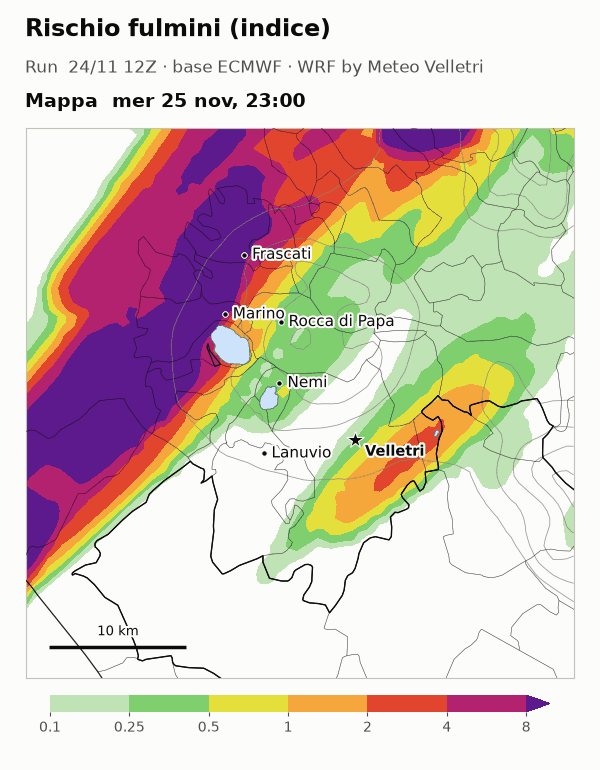 Rischio fulmini (indice)
Run  24/11 12Z · base ECMWF · WRF by Meteo Velletri
Mappa  mer 25 nov, 23:00
Frascati
Marino
Rocca di Papa
Nemi
Velletri
Lanuvio
10 km
0.1 0.25 0.5 1 2 4 8